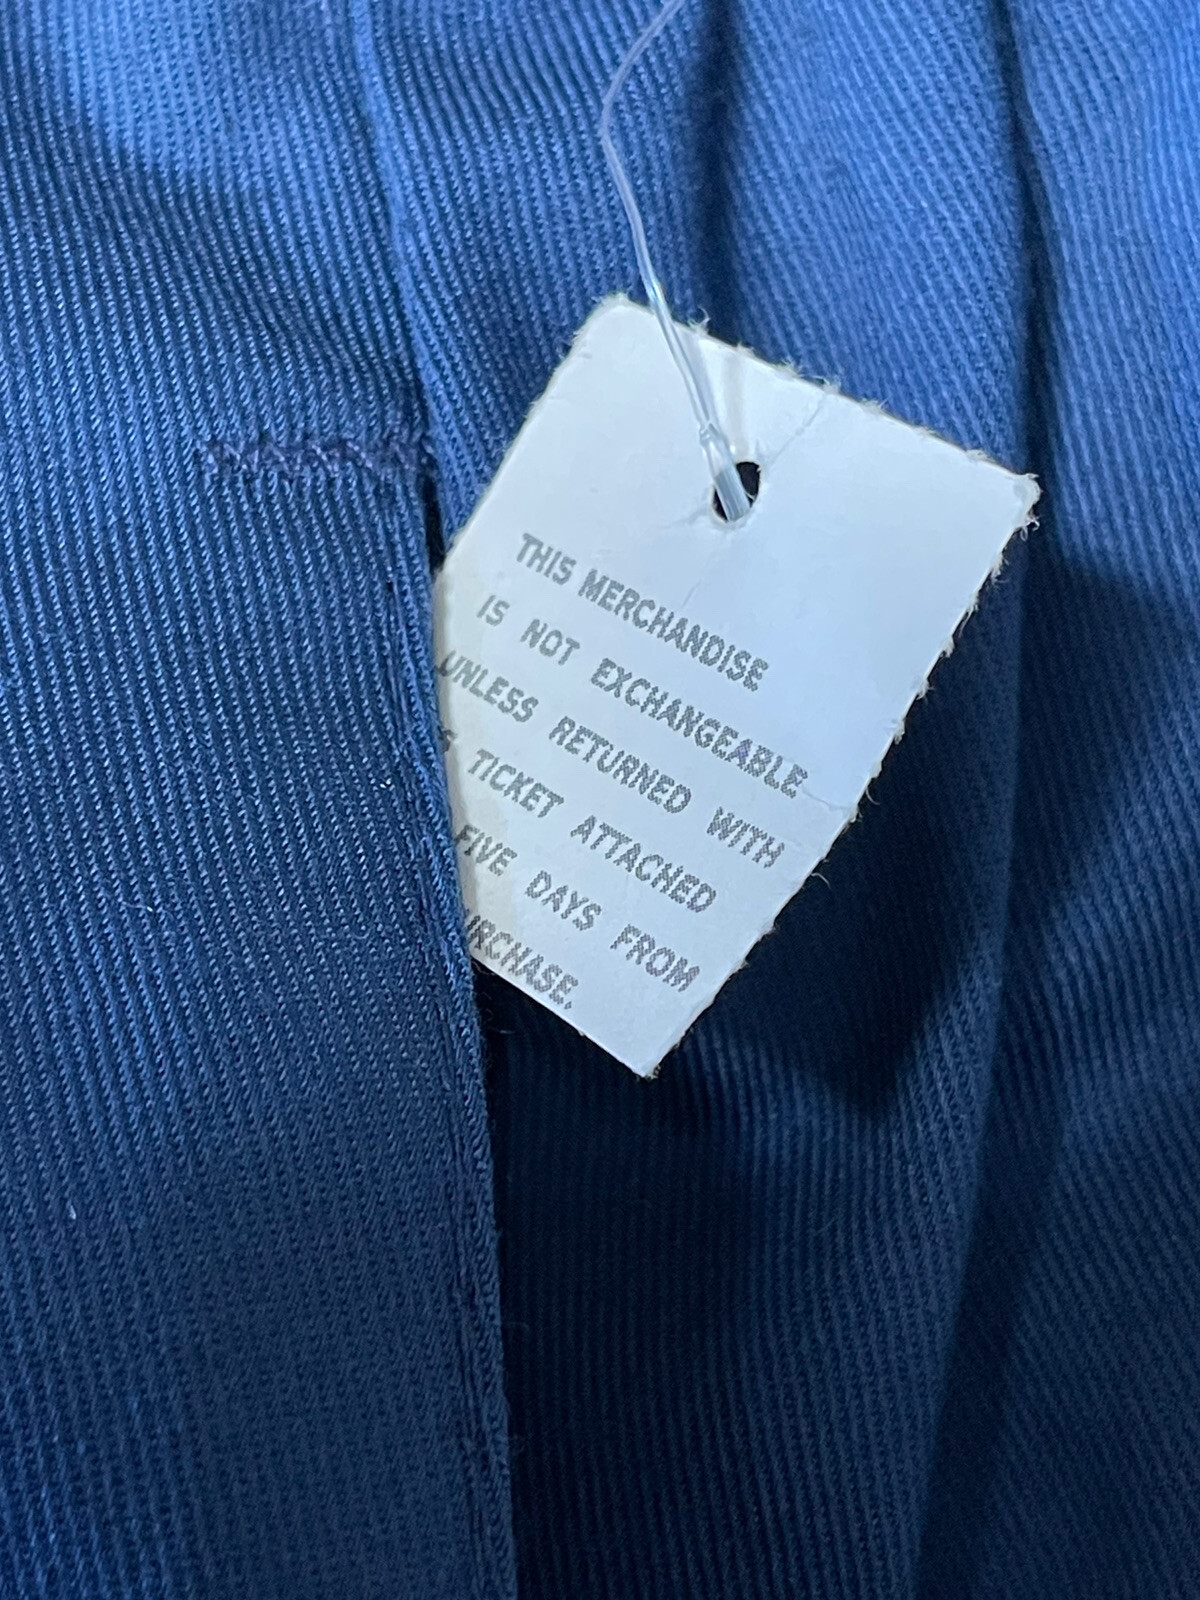 THIS MERCHANDISE
IS NOT EXCHANGEABLE
UNLESS RETURNED WITH
TICKET ATTACHED
FIVE DAYS FROM